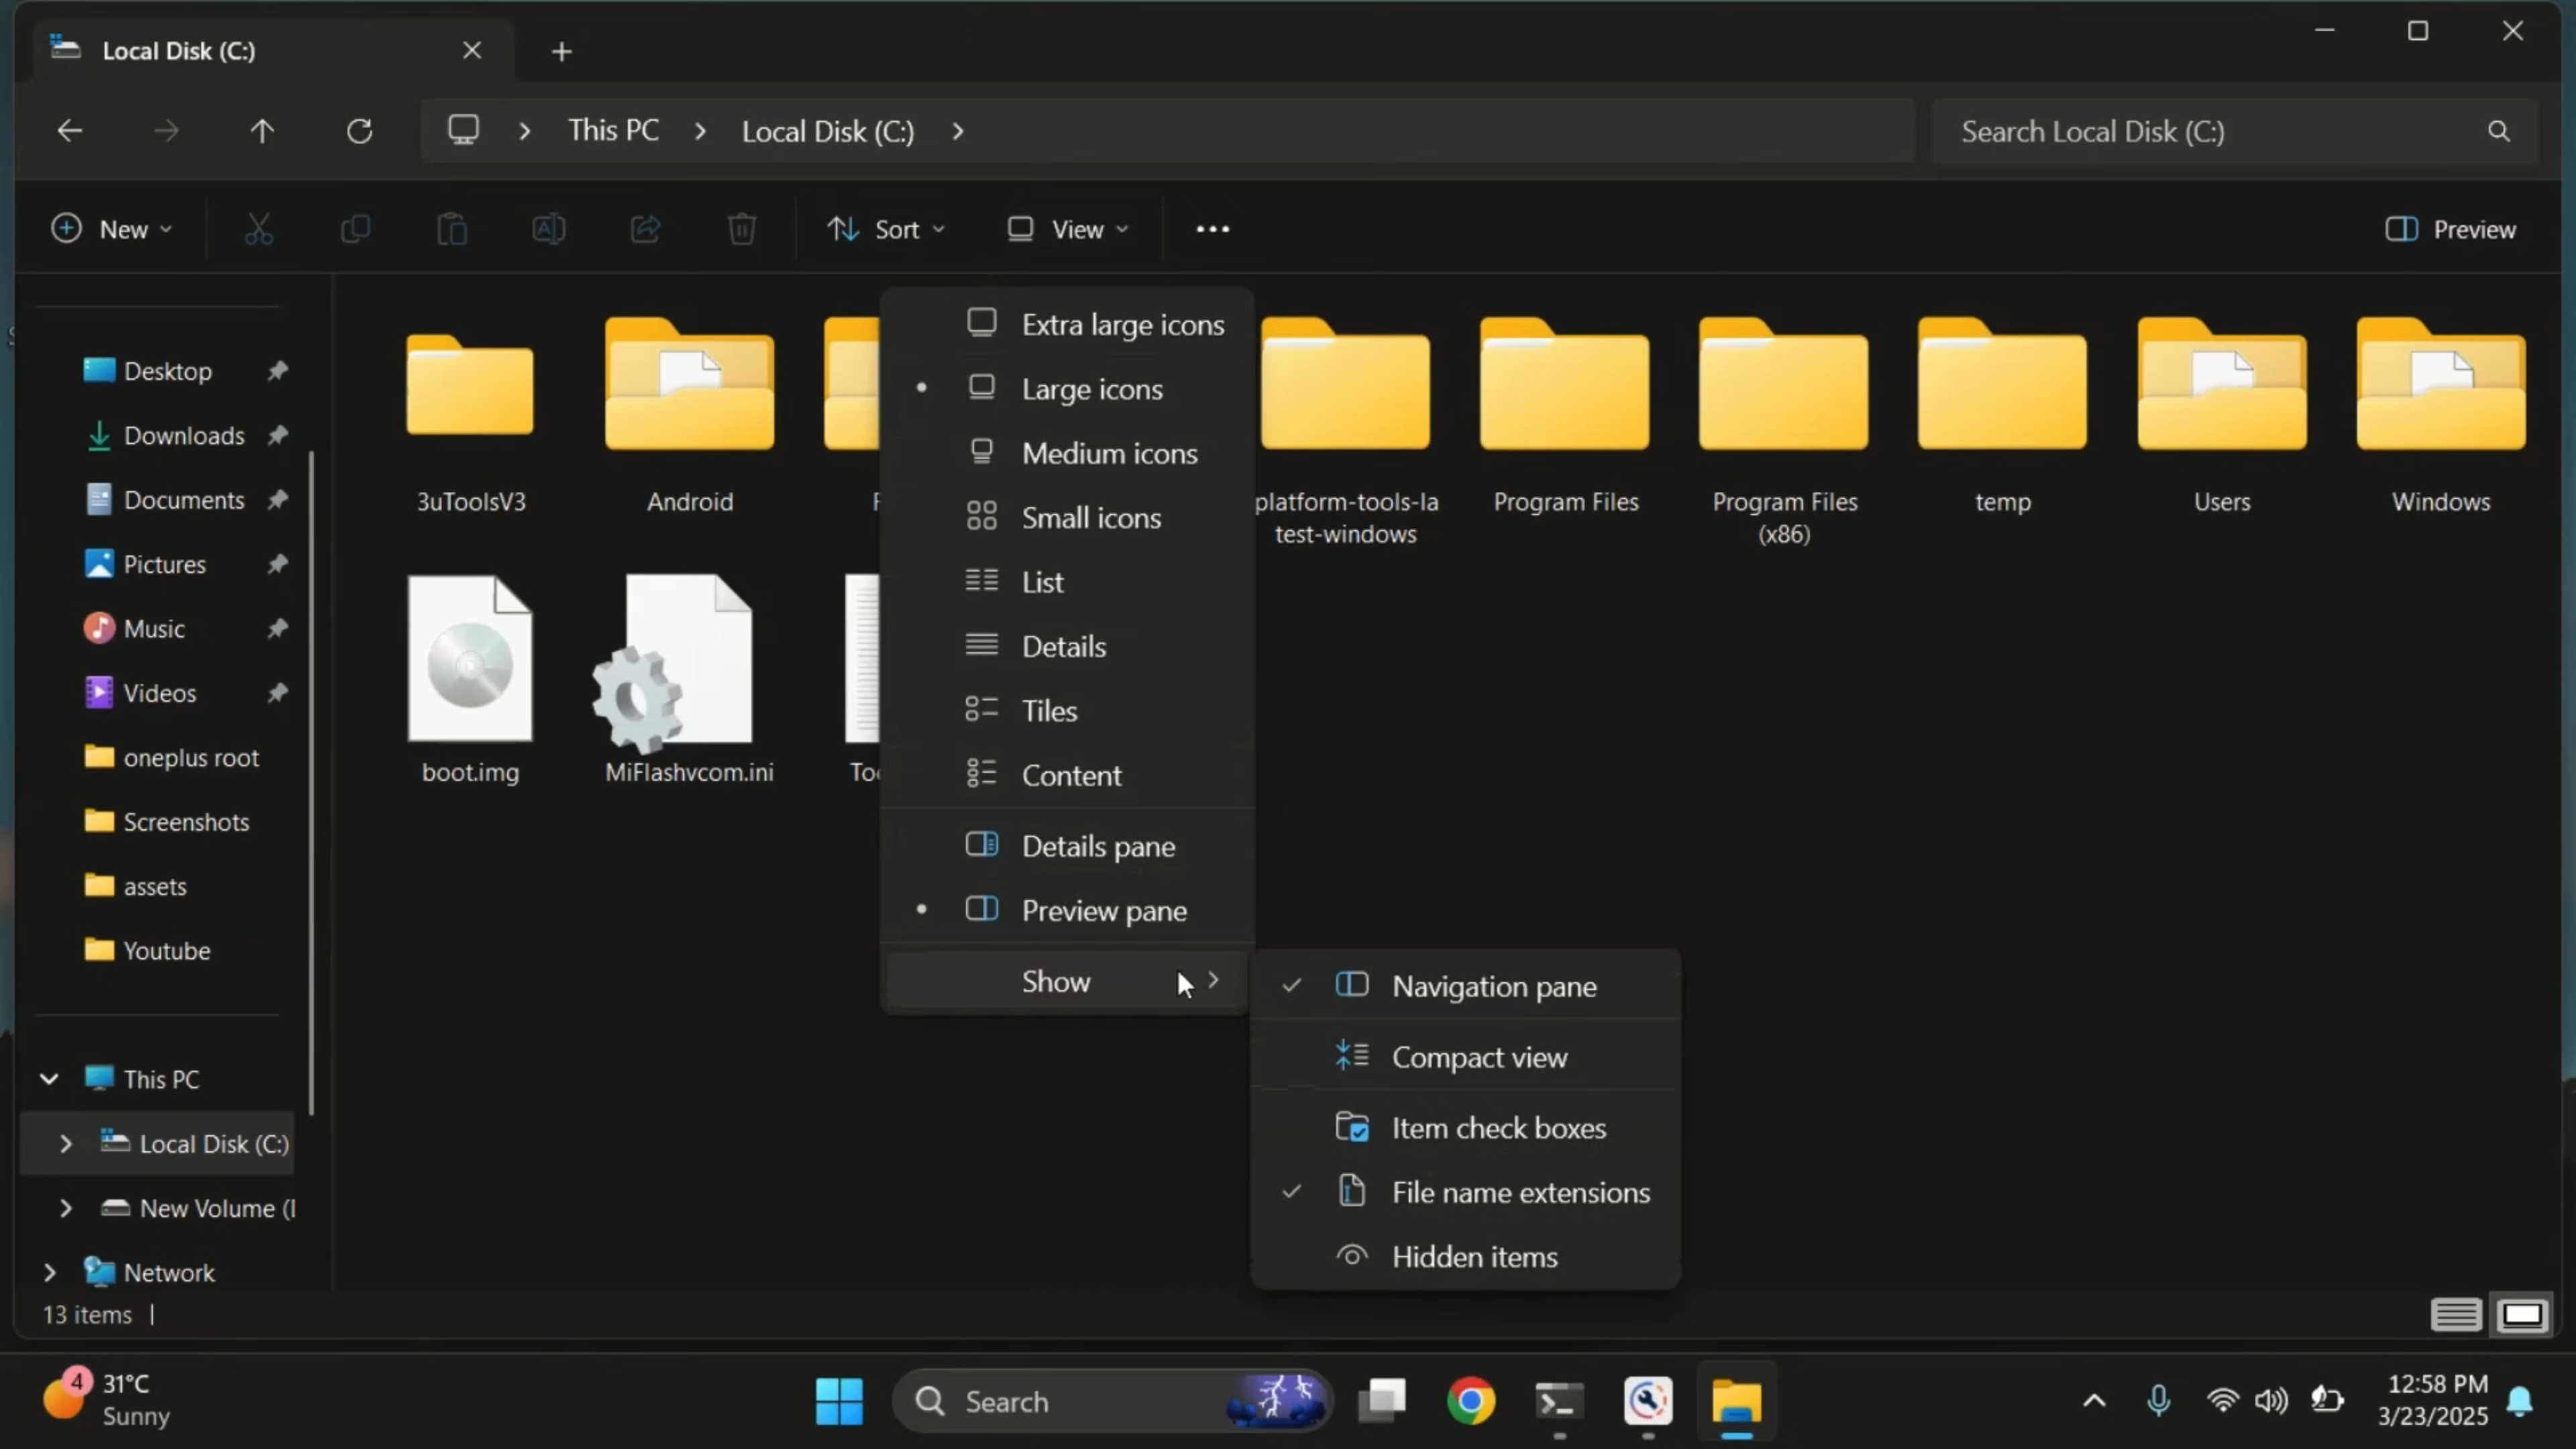 Local Disk (C:)
This PC
Local Disk (C:)
Search Local Disk (C:)
New
Sort
View
Preview
Desktop
Downloads
Documents
Pictures
Music
Videos
oneplus root
Screenshots
assets
Youtube
This PC
Local Disk (C:)
New Volume (
Network
13 items
3uToolsV3
Android
platform-tools-la
test-windows
Program Files
Program Files
(x86)
temp
Users
Windows
boot.img
MiFlashvcom.ini
Extra large icons
Large icons
Medium icons
Small icons
List
Details
Tiles
Content
Details pane
Preview pane
Show
Navigation pane
Compact view
Item check boxes
File name extensions
Hidden items
4
31°C
Sunny
Search
12:58 PM
3/23/2025